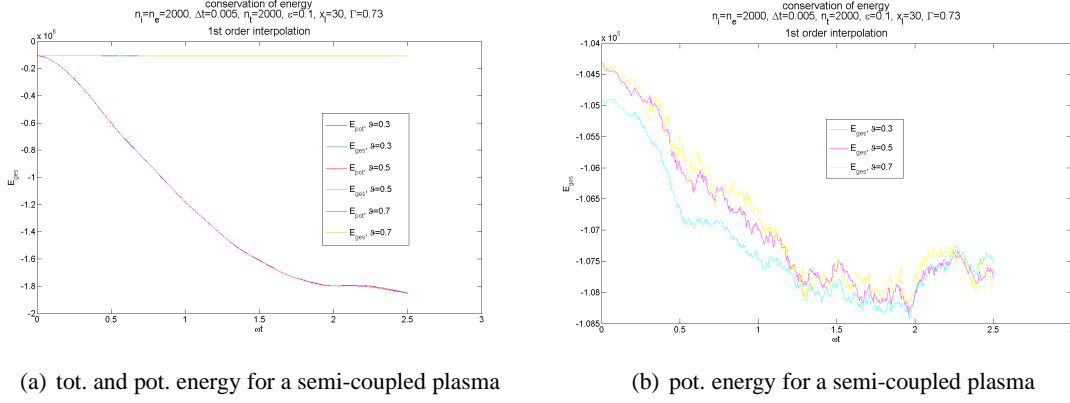 conservation of energy
n_i=n_e=2000, Δt=0.005, n_t=2000, ε=0.1, x_l=30, Γ=0.73
1st order interpolation
x 10^6
0
-0.2
-0.4
-0.6
-0.8
-1
-1.2
-1.4
-1.6
-1.8
-2
E_ges
E_pot, ϑ=0.3
E_ges, ϑ=0.3
E_pot, ϑ=0.5
E_ges, ϑ=0.5
E_pot, ϑ=0.7
E_ges, ϑ=0.7
0 0.5 1 1.5 2 2.5 3
ωt
(a) tot. and pot. energy for a semi-coupled plasma
conservation of energy
n_i=n_e=2000, Δt=0.005, n_t=2000, ε=0.1, x_l=30, Γ=0.73
1st order interpolation
x 10^5
-1.04
-1.045
-1.05
-1.055
-1.06
-1.065
-1.07
-1.075
-1.08
-1.085
E_ges
E_ges, ϑ=0.3
E_ges, ϑ=0.5
E_ges, ϑ=0.7
0 0.5 1 1.5 2 2.5 3
ωt
(b) pot. energy for a semi-coupled plasma